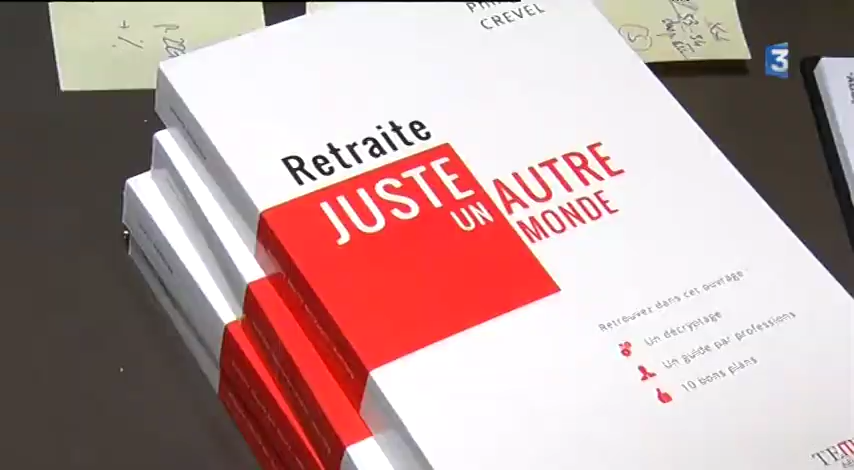 CREVEL
3
Retraite
JUSTE
UN
AUTRE
MONDE
Retrouvez dans cet ouvrage
Un décryptage
Un guide par professions
10 bons plans